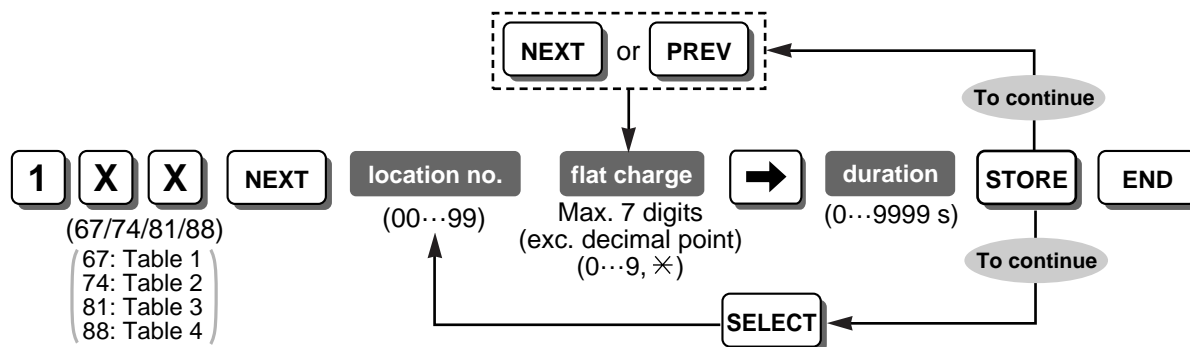 NEXT or PREV
To continue
1 X X NEXT location no. flat charge ➡ duration STORE END
(67/74/81/88)
67: Table 1
74: Table 2
81: Table 3
88: Table 4
(00···99)
Max. 7 digits
(exc. decimal point)
(0···9, ✳)
(0···9999 s)
To continue
SELECT